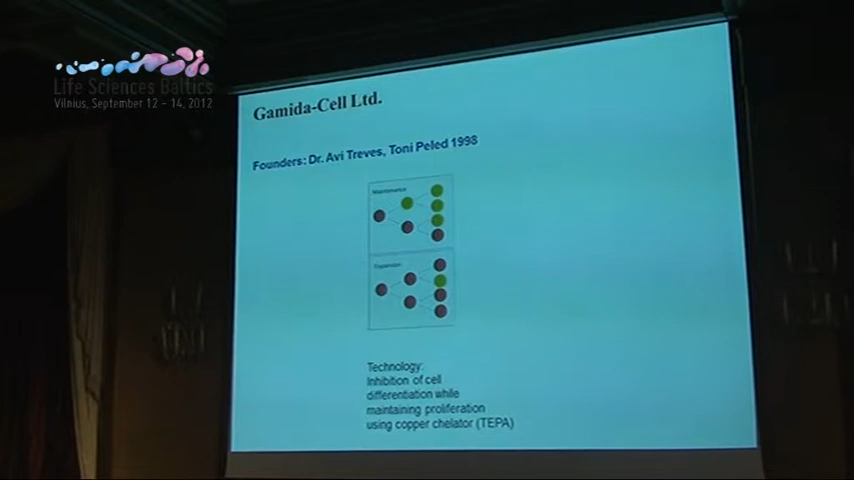 Life Sciences Baltics
Vilnius, September 12 - 14, 2012
Gamida-Cell Ltd.
Founders: Dr. Avi Treves, Toni Peled 1998
Maintenance
Expansion
Technology:
Inhibition of cell
differentiation while
maintaining proliferation
using copper chelator (TEPA)